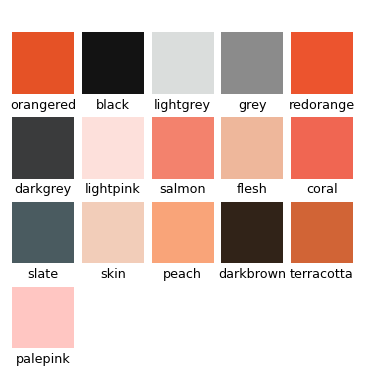 orangered black lightgrey grey redorange
darkgrey lightpink salmon flesh coral
slate skin peach darkbrown terracotta
palepink